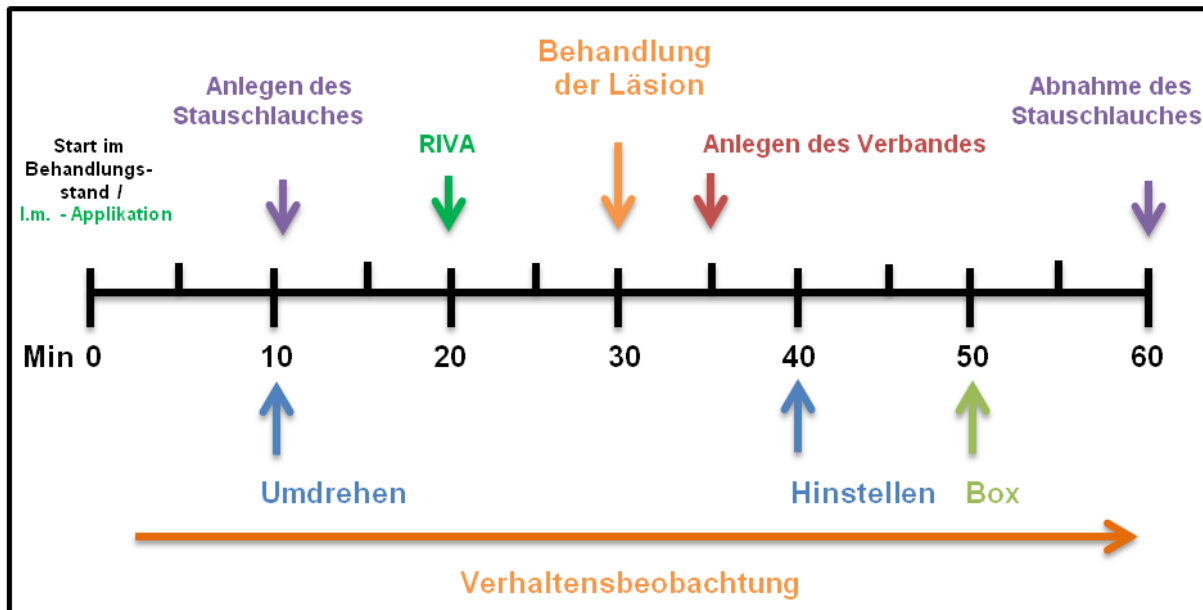 Behandlung
der Läsion
Anlegen des
Stauschlauches
Abnahme des
Stauschlauches
Start im
Behandlungs-
stand /
I.m. - Applikation
RIVA
Anlegen des Verbandes
Min 0 10 20 30 40 50 60
Umdrehen
Hinstellen
Box
Verhaltensbeobachtung